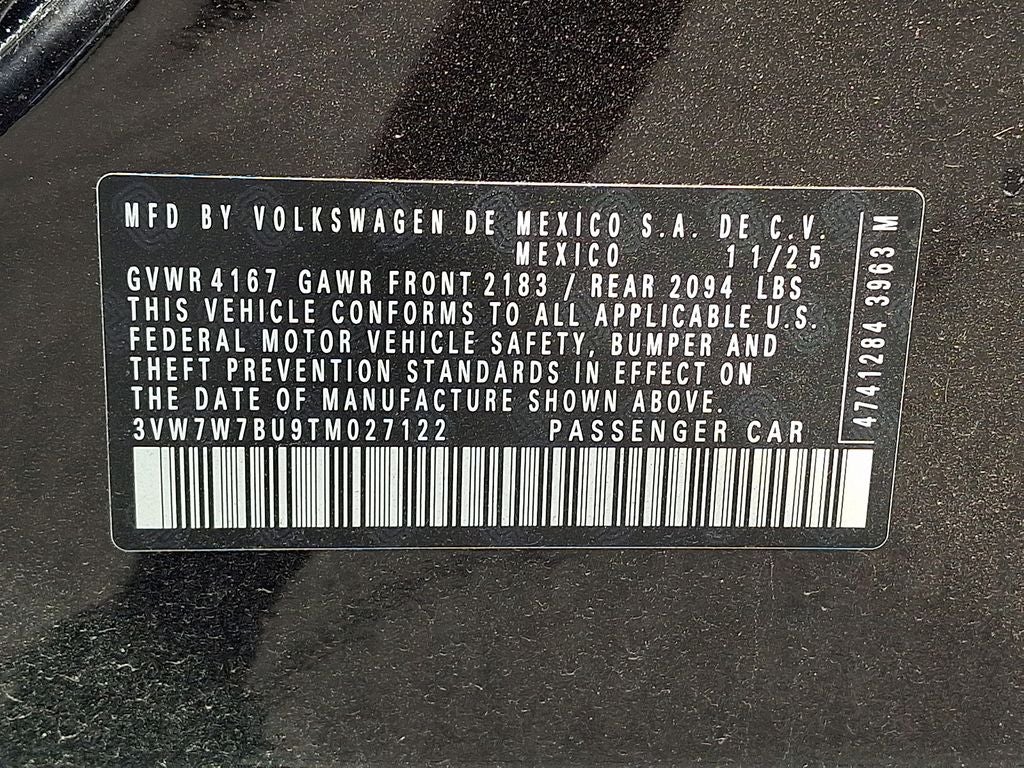 MFD BY VOLKSWAGEN DE MEXICO S.A. DE C.V.
MEXICO 11/25
GVWR 4167 GAWR FRONT 2183 / REAR 2094 LBS
THIS VEHICLE CONFORMS TO ALL APPLICABLE U.S.
FEDERAL MOTOR VEHICLE SAFETY, BUMPER AND
THEFT PREVENTION STANDARDS IN EFFECT ON
THE DATE OF MANUFACTURE SHOWN ABOVE.
3VW7W7BU9TM027122 PASSENGER CAR
4741284 3963 M